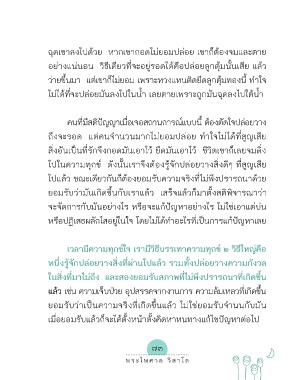 ฉุดเขาลงไปด้วย หากเขากอดไม่ยอมปล่อย เขาก็ต้องจมและตาย
อย่างแน่นอน วิธีเดียวที่จะอยู่รอดได้คือปล่อยลูกตุ้มนั้นเสีย แล้ว
ว่ายขึ้นมา แต่เขาก็ไม่ยอม เพราะทางแทนติดยึดลูกตุ้มทองนี้ ทำใจ
ไม่ได้ที่จะปล่อยมันลงไปในน้ำ เลยตายเพราะถูกมันฉุดลงไปใต้น้ำ
คนที่มีสติปัญญาเมื่อเจอสถานการณ์แบบนี้ ต้องตัดใจปล่อยวาง
ถึงจะรอด แต่คนจำนวนมากไม่ยอมปล่อย ทำใจไม่ได้ที่สูญเสีย
สิ่งอันเป็นที่รักจึงกอดมันเอาไว้ ยึดมันเอาไว้ ชีวิตเขาก็เลยจมดิ่ง
ไปในความทุกข์ ดังนั้นเราจึงต้องรู้จักปล่อยวางสิ่งดีๆ ที่สูญเสีย
ไปแล้ว ขณะเดียวกันก็ต้องยอมรับความจริงที่ไม่พึงปรารถนาด้วย
ยอมรับว่ามันเกิดขึ้นกับเราแล้ว เสร็จแล้วก็มาตั้งสติพิจารณาว่า
จะจัดการกับมันอย่างไร หรือจะแก้ปัญหาอย่างไร ไม่ใช่เอาแต่บ่น
หรือปฏิเสธผลักไสอยู่ในใจ โดยไม่ได้ทำอะไรที่เป็นการแก้ปัญหาเลย
เวลามีความทุกข์ใจ เรามีวิธีบรรเทาความทุกข์ ๒ วิธีใหญ่คือ
หนึ่งรู้จักปล่อยวางสิ่งที่ผ่านไปแล้ว รวมทั้งปล่อยวางความกังวล
ในสิ่งที่มาไม่ถึง และสองยอมรับสภาพที่ไม่พึงปรารถนาที่เกิดขึ้น
แล้ว เช่น ความเจ็บป่วย อุปสรรคจากงานการ ความล้มเหลวที่เกิดขึ้น
ยอมรับว่าเป็นความจริงที่เกิดขึ้นแล้ว ไม่ใช่ยอมรับจำนนกับมัน
เมื่อยอมรับแล้วก็จะได้ตั้งหน้าตั้งคิดหาหนทางแก้ไขปัญหาต่อไป
๗๓
พระไพศาล วิสาโล